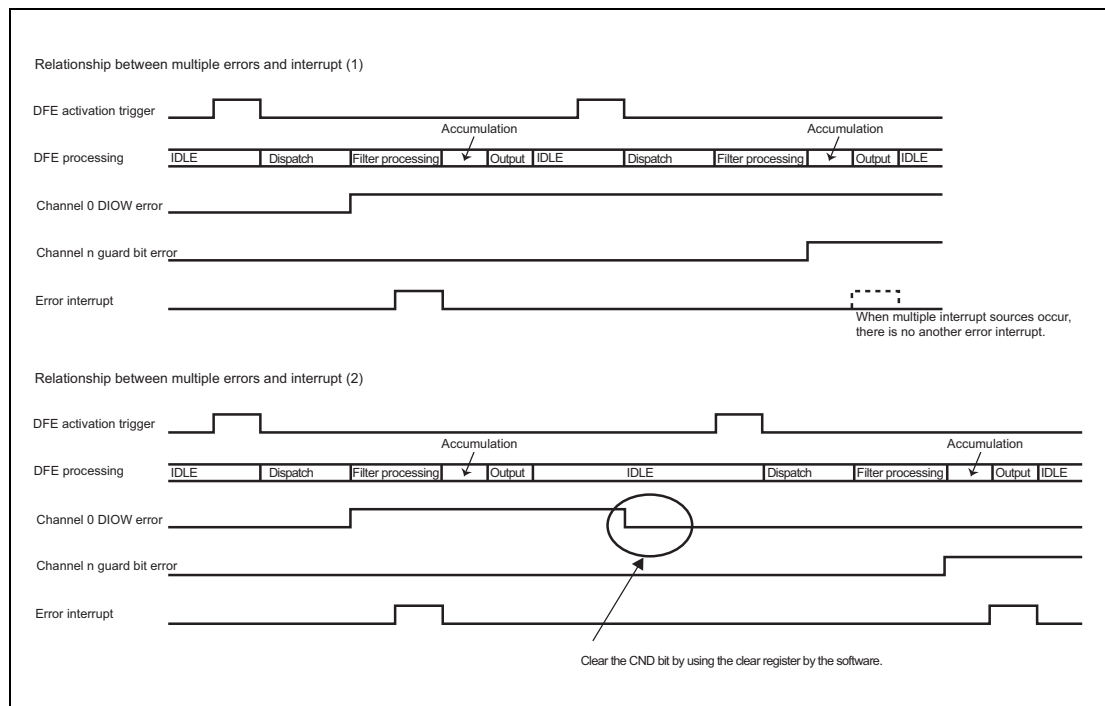 Relationship between multiple errors and interrupt (1)
DFE activation trigger
Accumulation
Accumulation
DFE processing
IDLE
Dispatch
Filter processing
Output
IDLE
Dispatch
Filter processing
Output
IDLE
Channel 0 DIOW error
Channel n guard bit error
Error interrupt
When multiple interrupt sources occur,
there is no another error interrupt.
Relationship between multiple errors and interrupt (2)
DFE activation trigger
Accumulation
Accumulation
DFE processing
IDLE
Dispatch
Filter processing
Output
IDLE
Dispatch
Filter processing
Output
IDLE
Channel 0 DIOW error
Channel n guard bit error
Error interrupt
Clear the CND bit by using the clear register by the software.